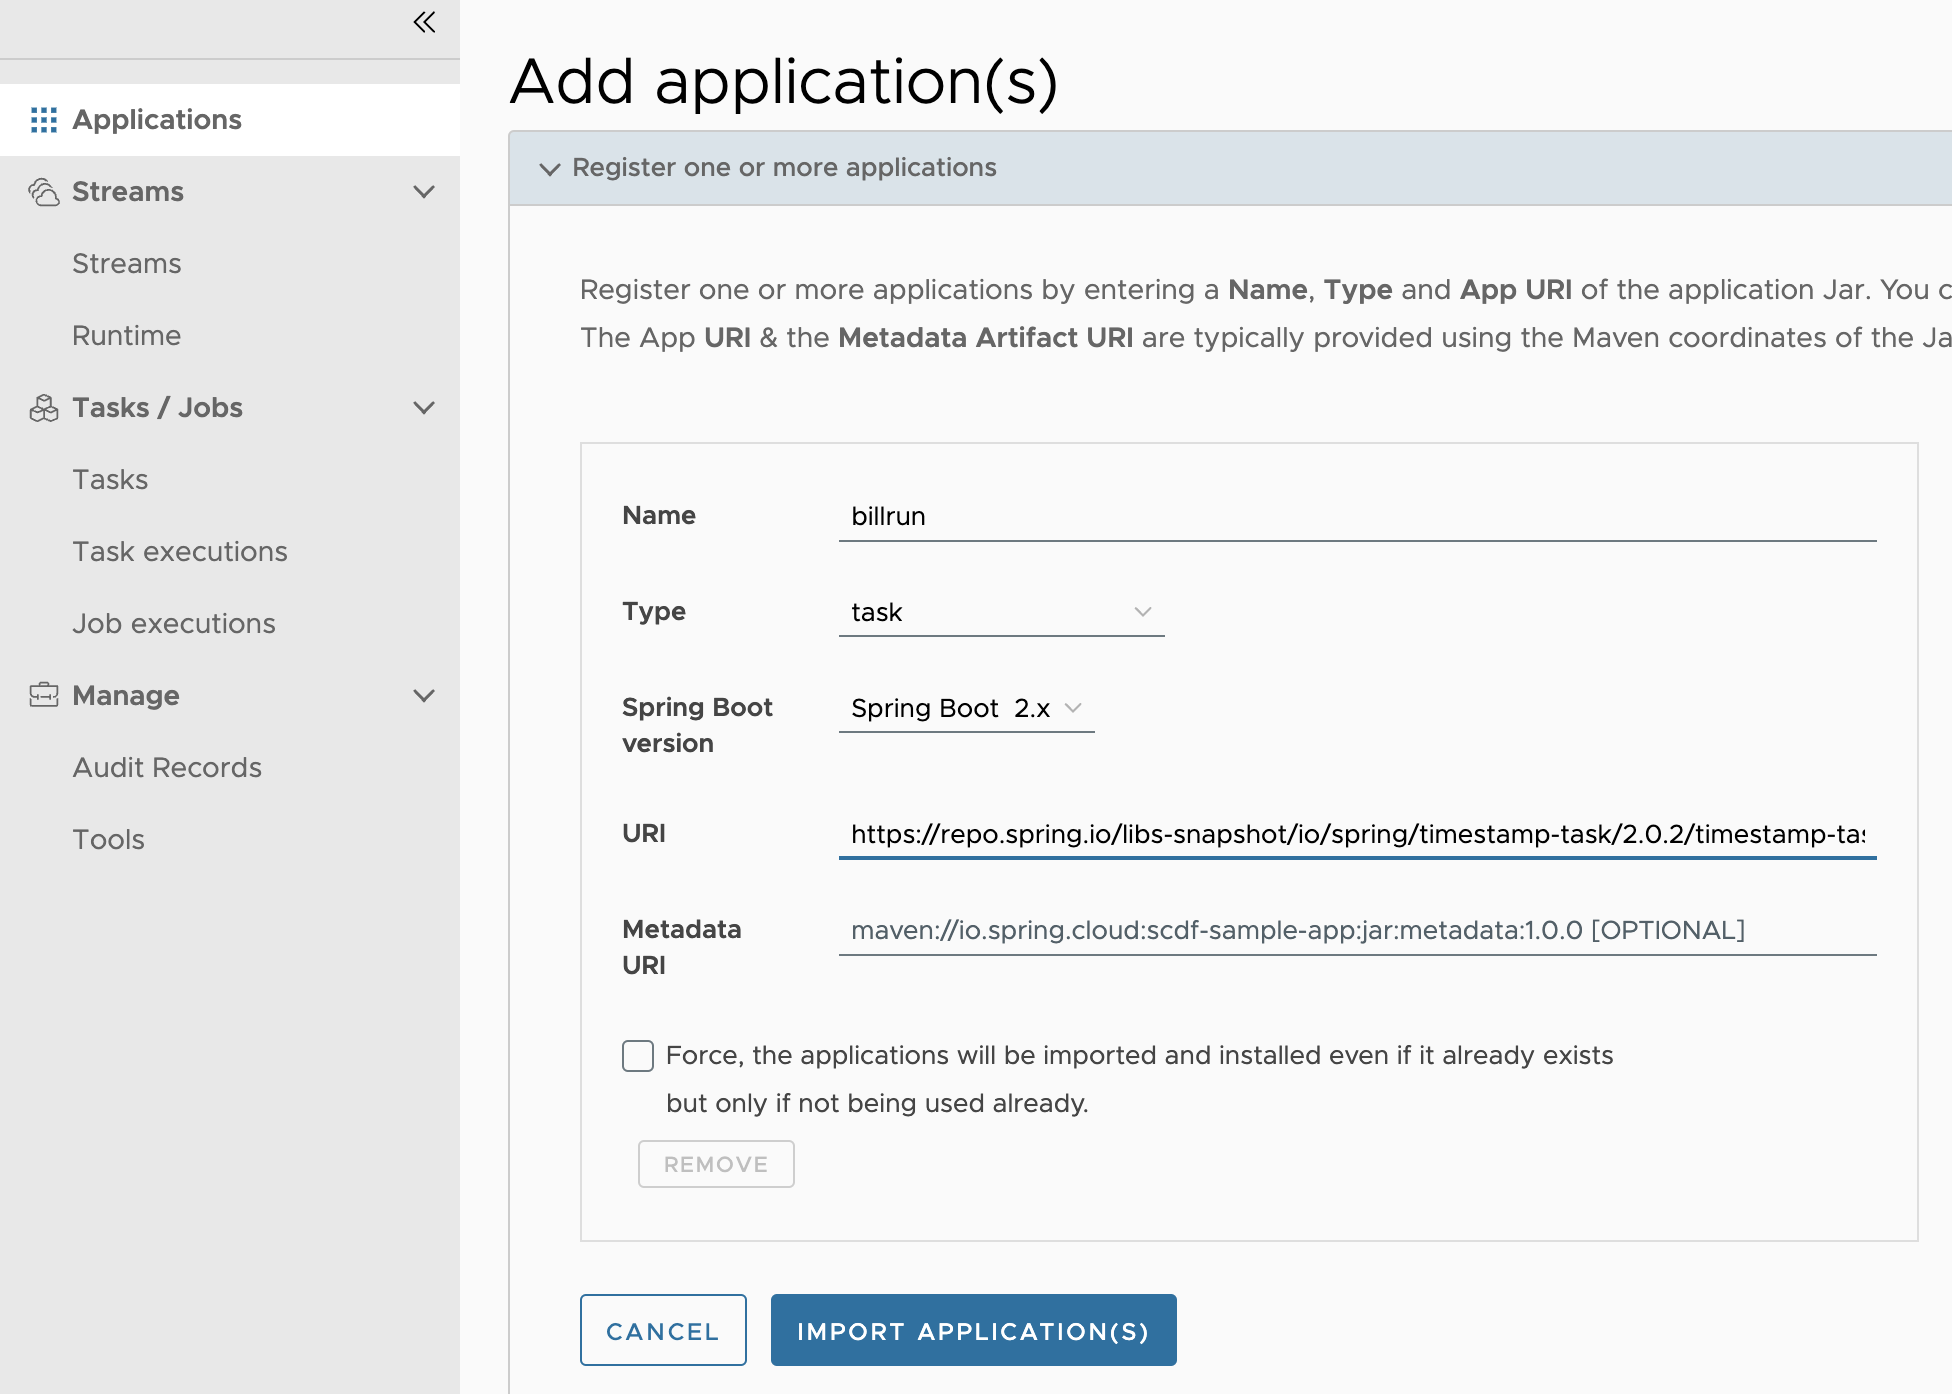 Applications
Streams
Streams
Runtime
Tasks / Jobs
Tasks
Task executions
Job executions
Manage
Audit Records
Tools
Add application(s)
Register one or more applications
Register one or more applications by entering a Name, Type and App URI of the application Jar. You
The App URI & the Metadata Artifact URI are typically provided using the Maven coordinates of the
Name
billrun
Type
task
Spring Boot
version
Spring Boot 2.x
URI
https://repo.spring.io/libs-snapshot/io/spring/timestamp-task/2.0.2/timestamp-tas
Metadata
URI
maven://io.spring.cloud:scdf-sample-app:jar:metadata:1.0.0 [OPTIONAL]
Force, the applications will be imported and installed even if it already exists
but only if not being used already.
REMOVE
CANCEL
IMPORT APPLICATION(S)